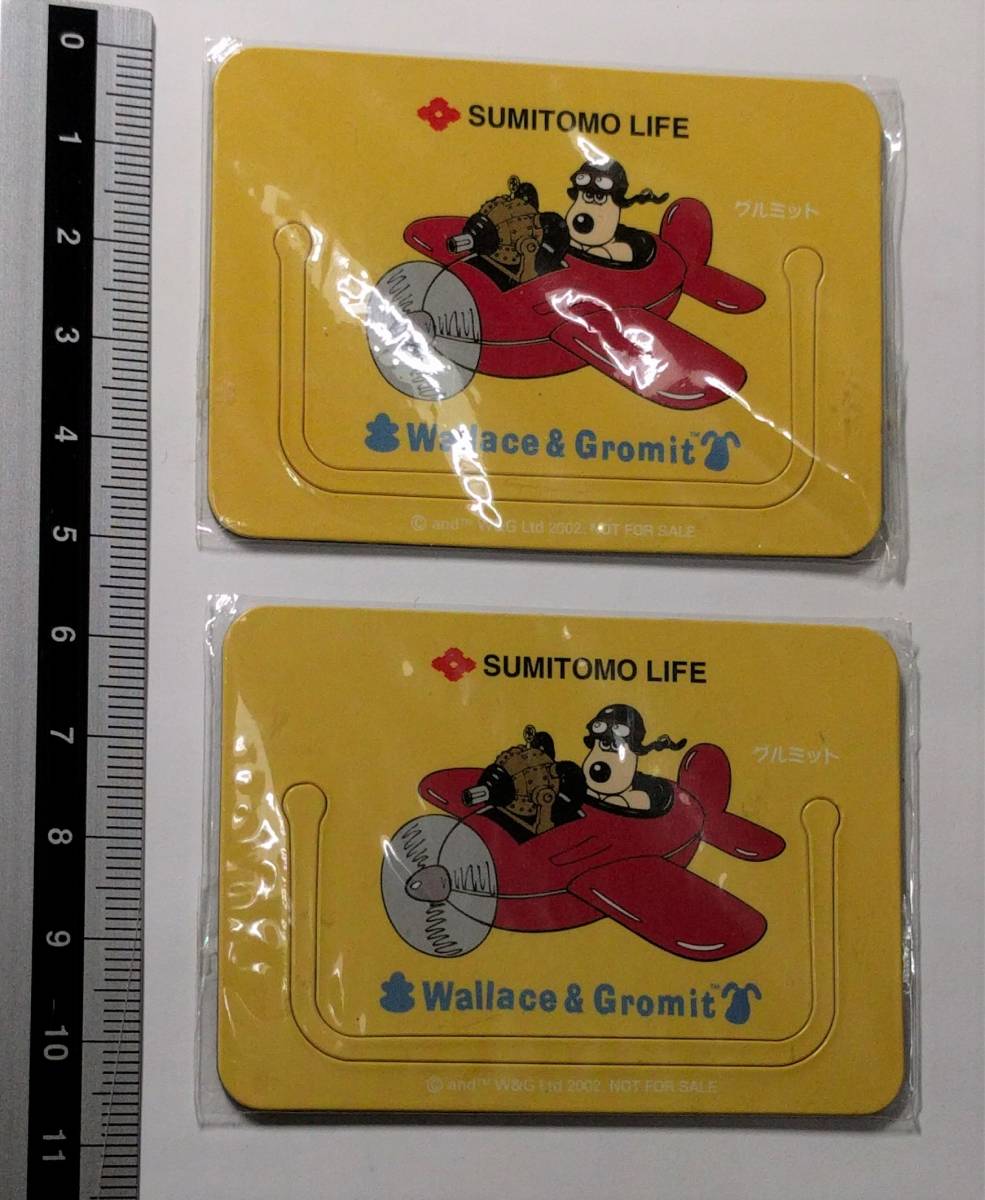 0
1
2
3
4
5
6
7
8
9
10
11
SUMITOMO LIFE
グルミット
Wallace & Gromit™
© and™ W&G Ltd 2002. NOT FOR SALE
SUMITOMO LIFE
グルミット
Wallace & Gromit™
© and™ W&G Ltd 2002. NOT FOR SALE